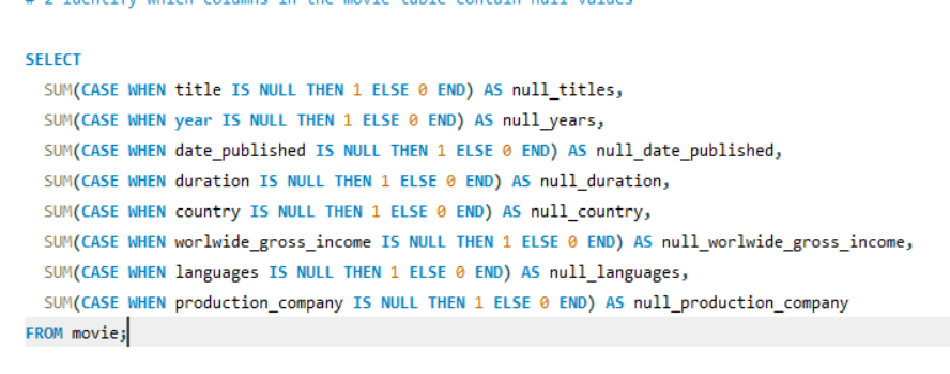 # 2 Identify which columns in the movie table contain null values
SELECT
SUM(CASE WHEN title IS NULL THEN 1 ELSE 0 END) AS null_titles,
SUM(CASE WHEN year IS NULL THEN 1 ELSE 0 END) AS null_years,
SUM(CASE WHEN date_published IS NULL THEN 1 ELSE 0 END) AS null_date_published,
SUM(CASE WHEN duration IS NULL THEN 1 ELSE 0 END) AS null_duration,
SUM(CASE WHEN country IS NULL THEN 1 ELSE 0 END) AS null_country,
SUM(CASE WHEN worlwide_gross_income IS NULL THEN 1 ELSE 0 END) AS null_worlwide_gross_income,
SUM(CASE WHEN languages IS NULL THEN 1 ELSE 0 END) AS null_languages,
SUM(CASE WHEN production_company IS NULL THEN 1 ELSE 0 END) AS null_production_company
FROM movie;